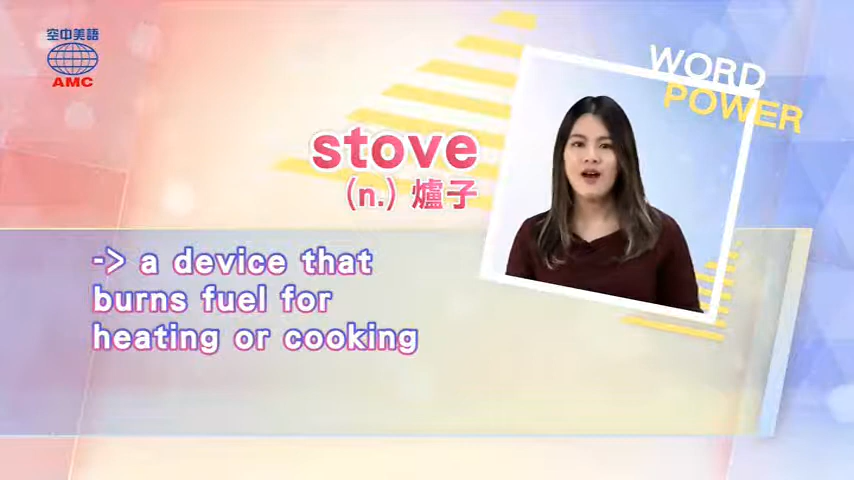 空中美語
AMC
WORD
POWER
stove
(n.) 爐子
-> a device that
burns fuel for
heating or cooking